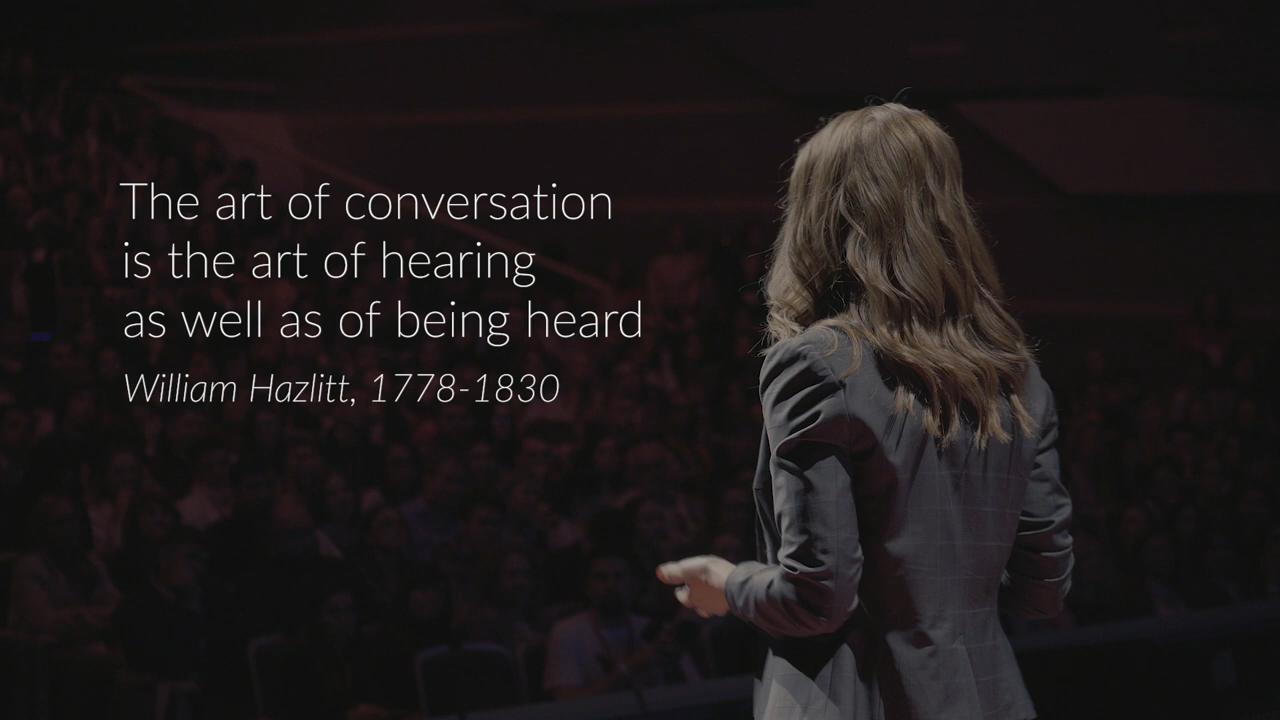 The art of conversation
is the art of hearing
as well as of being heard
William Hazlitt, 1778-1830